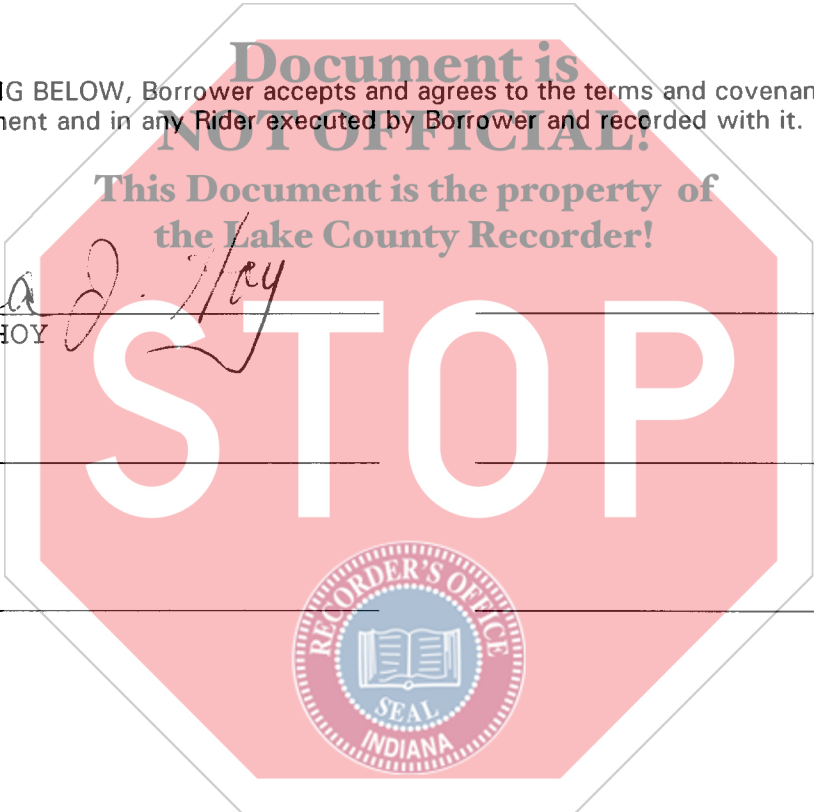 Document is
IG BELOW, Borrower accepts and agrees to the terms and covenan
nent and in any Rider executed by Borrower and recorded with it.
NOT OFFICIAL!
This Document is the property of
the Lake County Recorder!
a J. Hoy
HOY
STOP
RECORDER'S OFFICE
SEAL
INDIANA